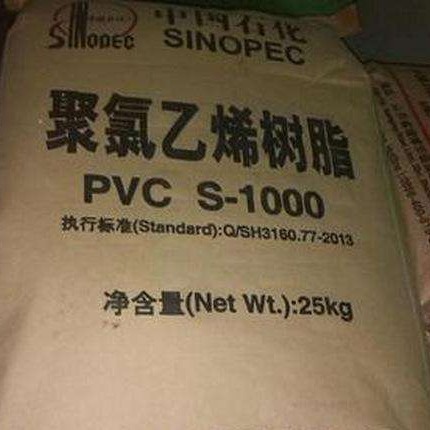 中国石化
SINOPEC
SINOPEC
聚氯乙烯树脂
PVC S-1000
执行标准(Standard):Q/SH3160.77-2013
净含量(Net Wt.):25kg